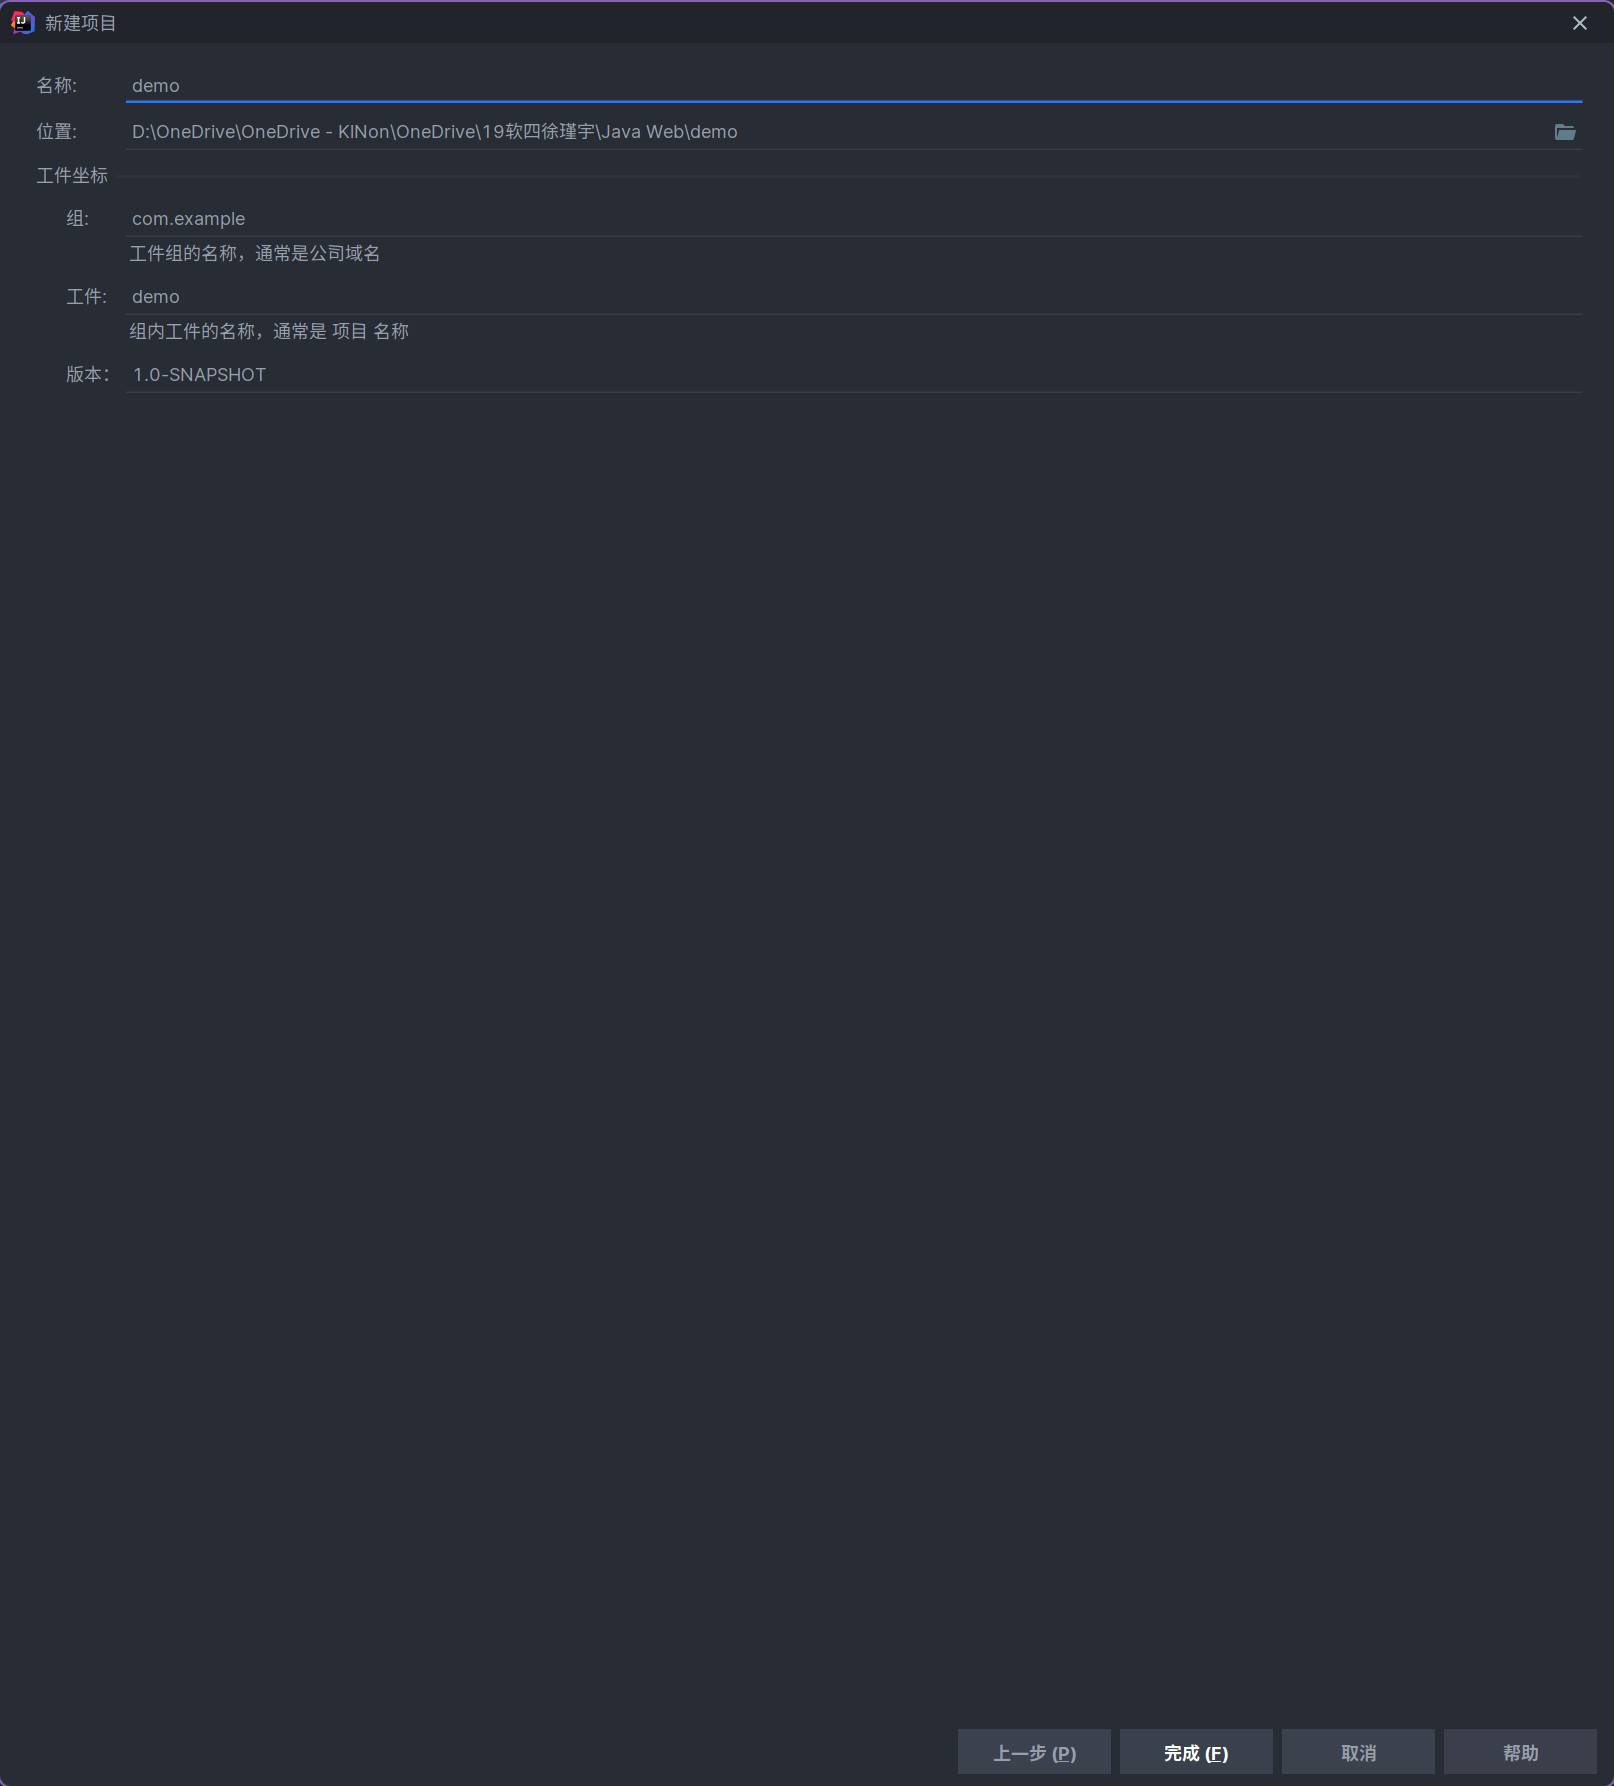 新建项目
名称: demo
位置: D:\OneDrive\OneDrive - KINon\OneDrive\19软四徐瑾宇\Java Web\demo
工件坐标
组: com.example
工件组的名称，通常是公司域名
工件: demo
组内工件的名称，通常是 项目 名称
版本： 1.0-SNAPSHOT
上一步 (P) 完成 (F) 取消 帮助